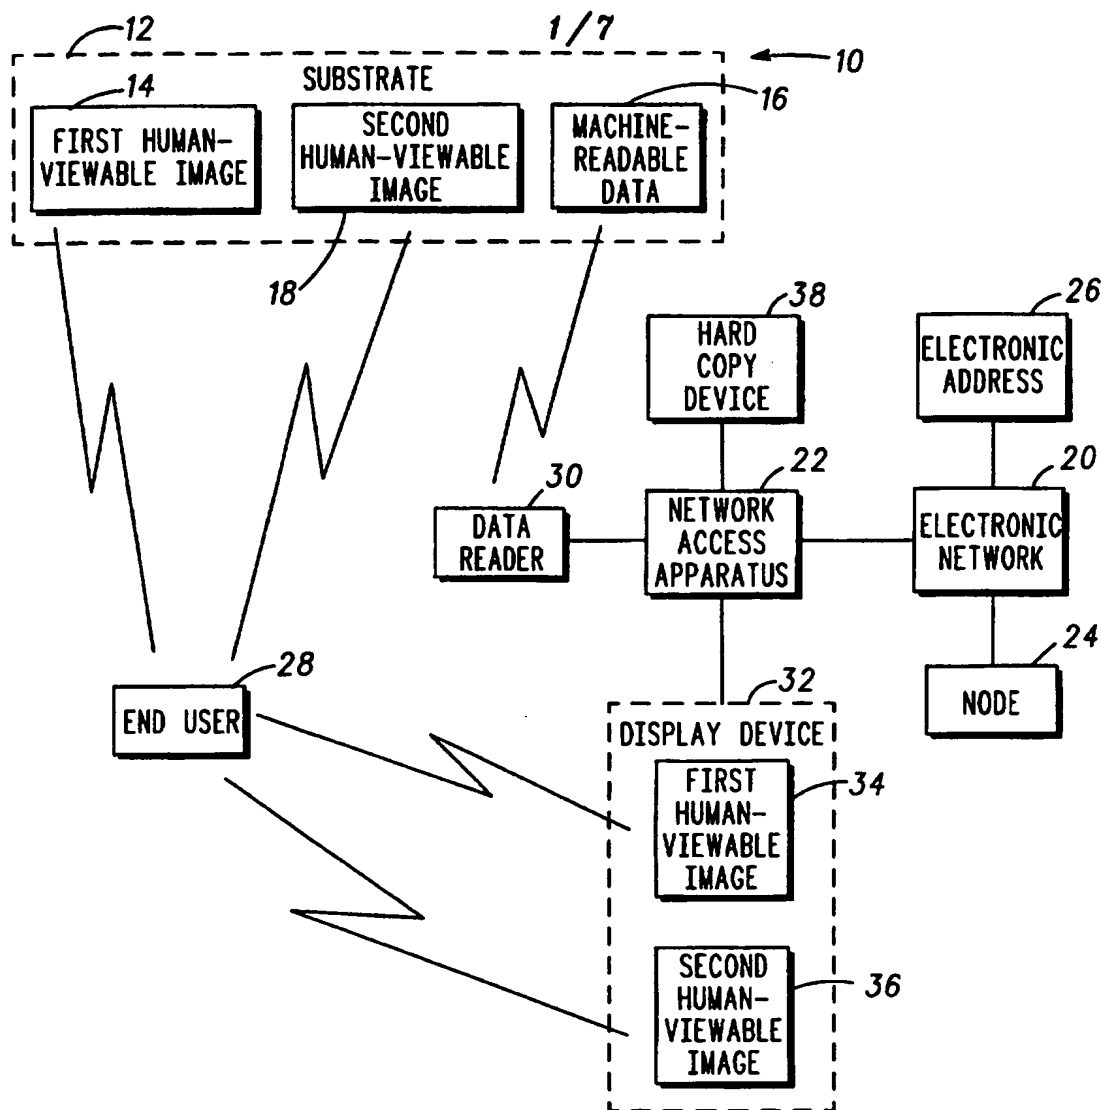 1/7
12
10
SUBSTRATE
14
FIRST HUMAN-
VIEWABLE IMAGE
SECOND
HUMAN-VIEWABLE
IMAGE
18
16
MACHINE-
READABLE
DATA
38
HARD
COPY
DEVICE
26
ELECTRONIC
ADDRESS
30
DATA
READER
22
NETWORK
ACCESS
APPARATUS
20
ELECTRONIC
NETWORK
24
NODE
28
END USER
32
DISPLAY DEVICE
FIRST
HUMAN-
VIEWABLE
IMAGE
34
SECOND
HUMAN-
VIEWABLE
IMAGE
36